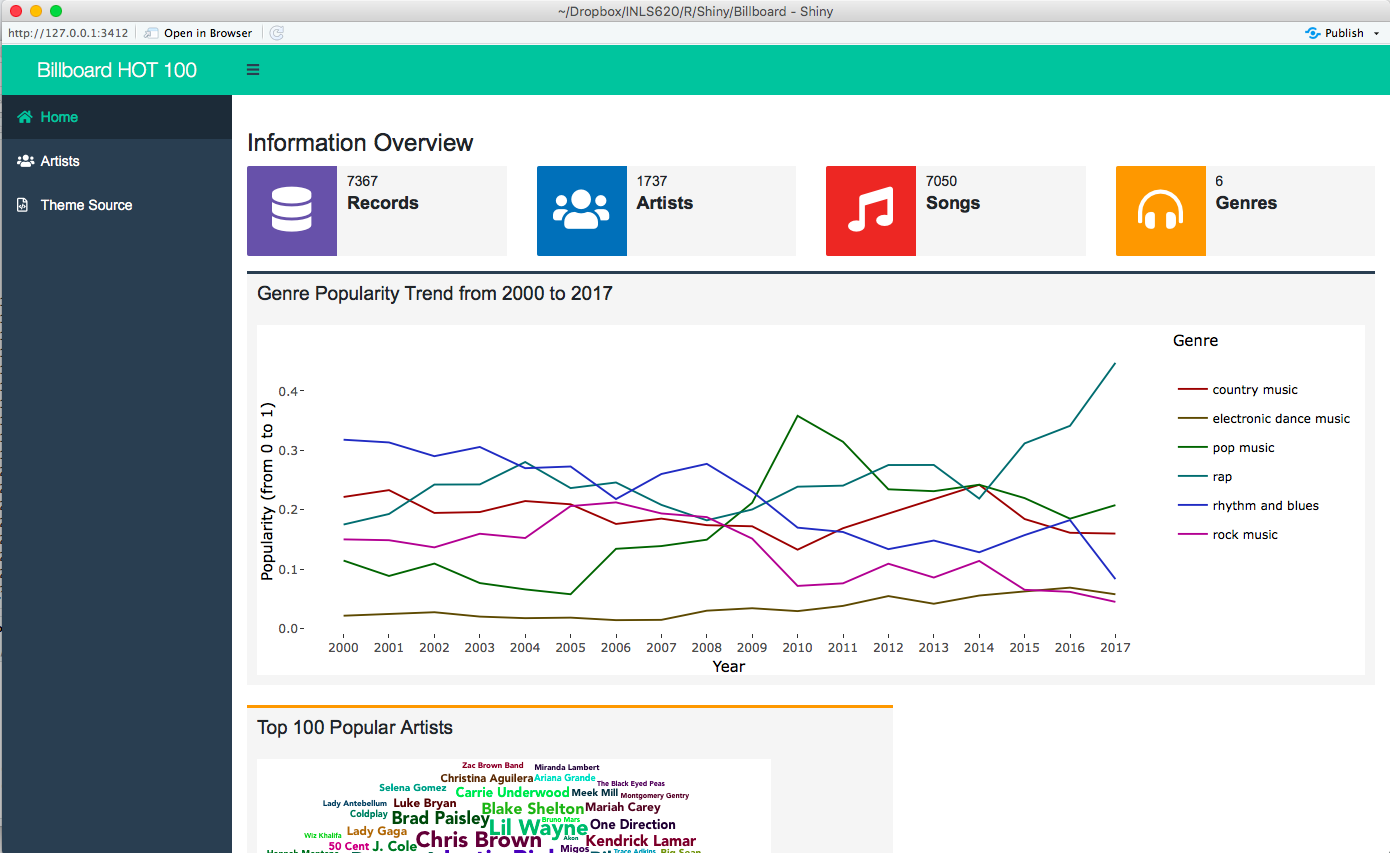 ~/Dropbox/INLS620/R/Shiny/Billboard - Shiny
http://127.0.0.1:3412 Open in Browser Publish
Billboard HOT 100
Home
Artists
Theme Source
Information Overview
7367
Records
1737
Artists
7050
Songs
6
Genres
Genre Popularity Trend from 2000 to 2017
Popularity (from 0 to 1)
0.4
0.3
0.2
0.1
0.0
2000 2001 2002 2003 2004 2005 2006 2007 2008 2009 2010 2011 2012 2013 2014 2015 2016 2017
Year
Genre
country music
electronic dance music
pop music
rap
rhythm and blues
rock music
Top 100 Popular Artists
Zac Brown Band Miranda Lambert
Christina Aguilera Ariana Grande
The Black Eyed Peas
Selena Gomez Carrie Underwood Meek Mill Montgomery Gentry
Lady Antebellum Luke Bryan Blake Shelton Mariah Carey
Coldplay Brad Paisley Bruno Mars
Lil Wayne One Direction
Wiz Khalifa Lady Gaga Chris Brown Akon Kendrick Lamar
50 Cent J. Cole Migos Trace Adkins Big Sean
Hannah Montana